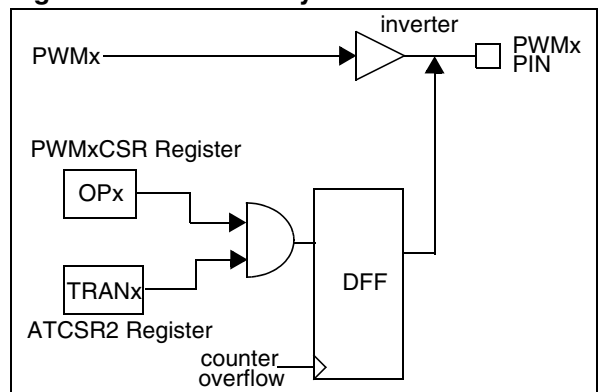 inverter
PWMx
PWMx
PIN
PWMxCSR Register
OPx
TRANx
DFF
ATCSR2 Register
counter
overflow